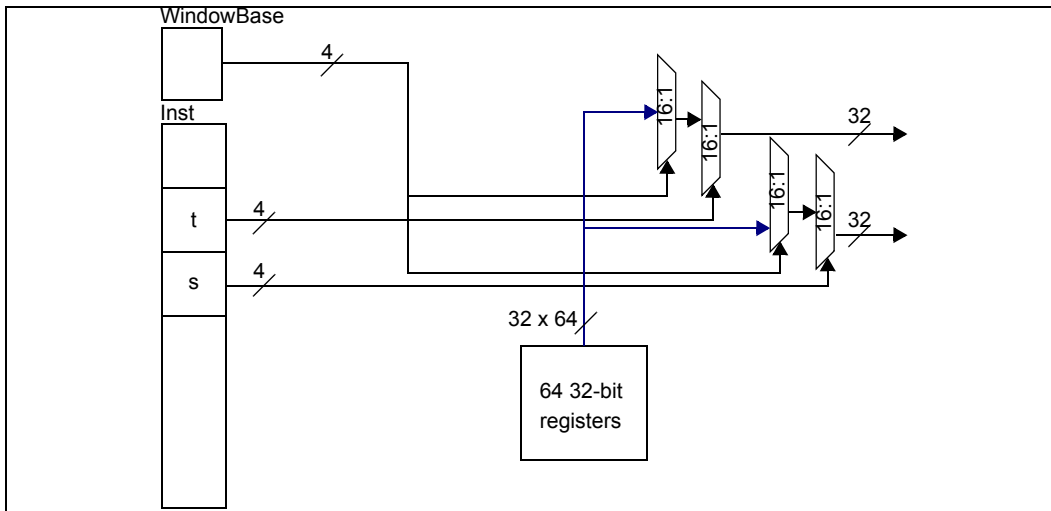 WindowBase
4
Inst
16:1
16:1
32
16:1
16:1
t
4
32
s
4
32 x 64
64 32-bit
registers